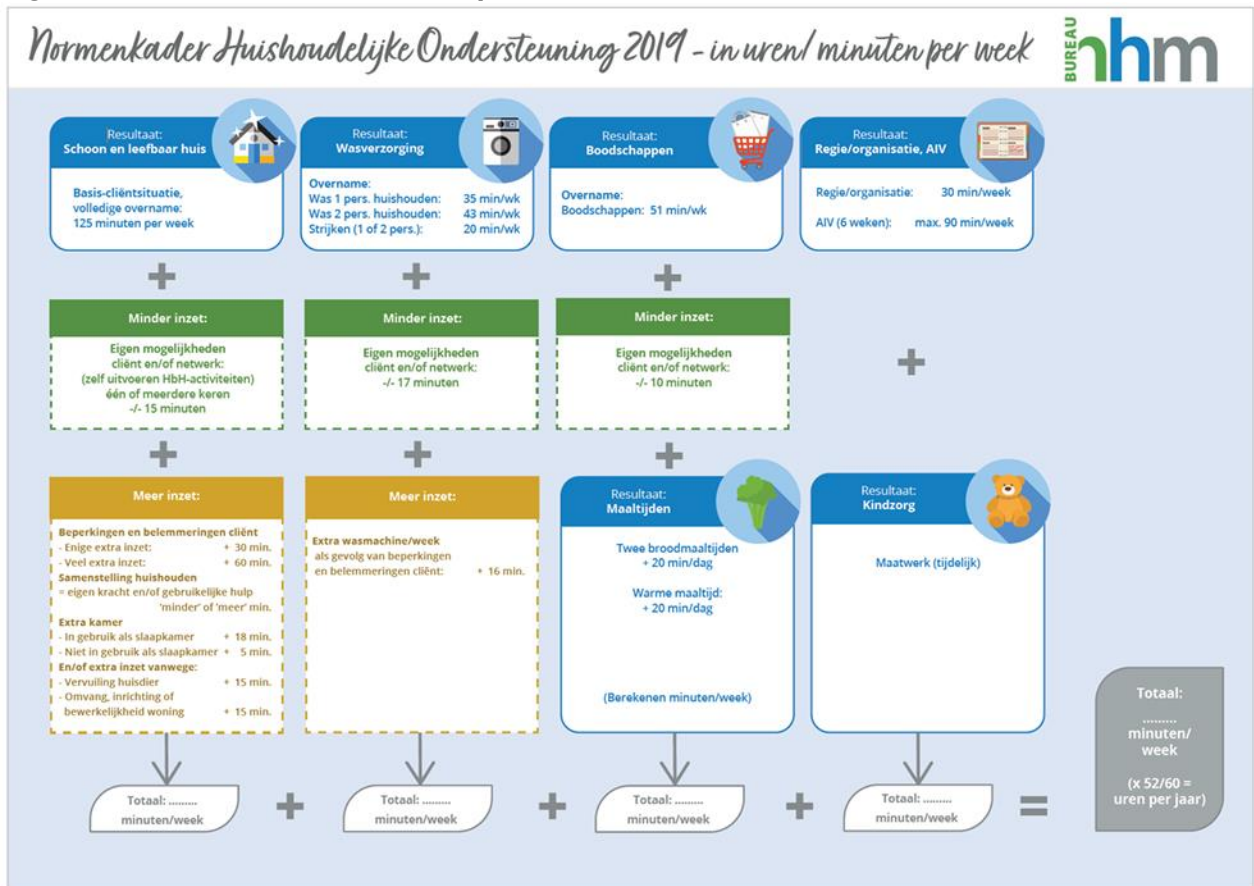 Normenkader Huishoudelijke Ondersteuning 2019 - in uren/ minuten per week
BUREAU
nhm
Resultaat:
Schoon en leefbaar huis
Basis-cliëntsituatie,
volledige overname:
125 minuten per week
Resultaat:
Wasverzorging
Overname:
Was 1 pers. huishouden: 35 min/wk
Was 2 pers. huishouden: 43 min/wk
Strijken (1 of 2 pers.): 20 min/wk
Resultaat:
Boodschappen
Overname:
Boodschappen: 51 min/wk
Resultaat:
Regie/organisatie, AIV
Regie/organisatie: 30 min/week
AIV (6 weken): max. 90 min/week
+
+
+
Minder inzet:
Eigen mogelijkheden
cliënt en/of netwerk:
(zelf uitvoeren HbH-activiteiten)
één of meerdere keren
-/- 15 minuten
Minder inzet:
Eigen mogelijkheden
cliënt en/of netwerk:
-/- 17 minuten
Minder inzet:
Eigen mogelijkheden
cliënt en/of netwerk:
-/- 10 minuten
+
+
+
+
Meer inzet:
Beperkingen en belemmeringen cliënt
- Enige extra inzet: + 30 min.
- Veel extra inzet: + 60 min.
Samenstelling huishouden
= eigen kracht en/of gebruikelijke hulp
'minder' of 'meer' min.
Extra kamer
- In gebruik als slaapkamer + 18 min.
- Niet in gebruik als slaapkamer + 5 min.
En/of extra inzet vanwege:
- Vervuiling huisdier + 15 min.
- Omvang, inrichting of
bewerkelijkheid woning + 15 min.
Meer inzet:
Extra wasmachine/week
als gevolg van beperkingen
en belemmeringen cliënt: + 16 min.
Resultaat:
Maaltijden
Twee broodmaaltijden
+ 20 min/dag
Warme maaltijd:
+ 20 min/dag
(Berekenen minuten/week)
Resultaat:
Kindzorg
Maatwerk (tijdelijk)
Totaal: .........
minuten/week
+
Totaal: .........
minuten/week
+
Totaal: .........
minuten/week
+
Totaal: .........
minuten/week
=
Totaal:
.........
minuten/
week
(x 52/60 =
uren per jaar)